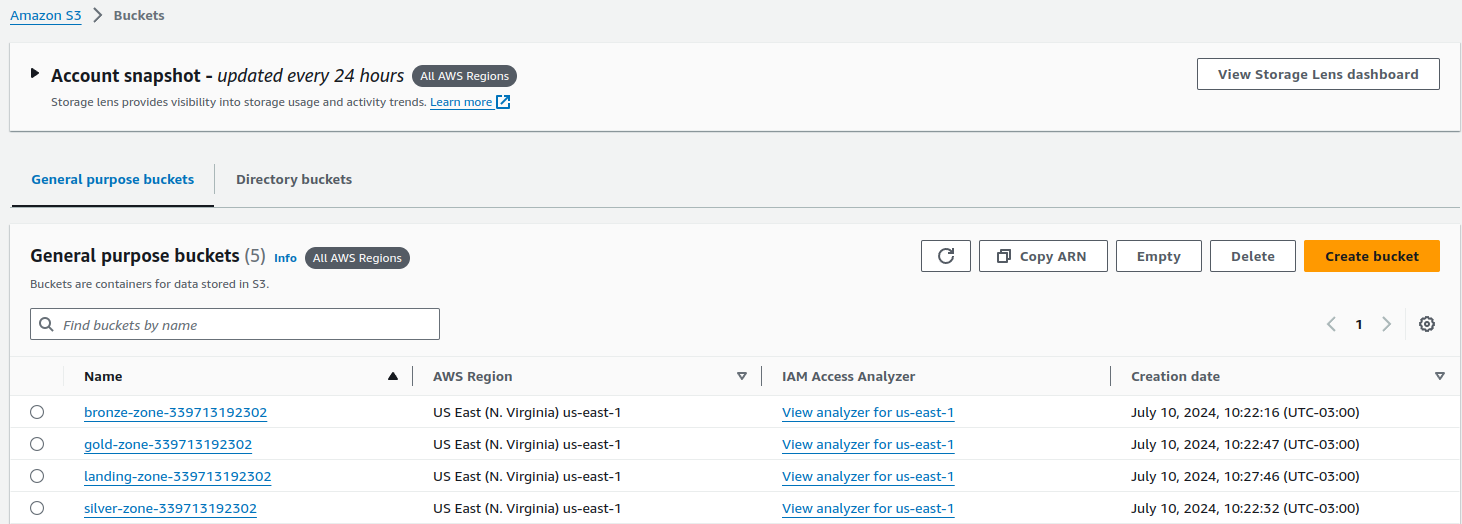 Amazon S3 > Buckets
Account snapshot - updated every 24 hours All AWS Regions View Storage Lens dashboard
Storage lens provides visibility into storage usage and activity trends. Learn more
General purpose buckets Directory buckets
General purpose buckets (5) Info All AWS Regions Copy ARN Empty Delete Create bucket
Buckets are containers for data stored in S3.
Find buckets by name 1
Name AWS Region IAM Access Analyzer Creation date
bronze-zone-339713192302 US East (N. Virginia) us-east-1 View analyzer for us-east-1 July 10, 2024, 10:22:16 (UTC-03:00)
gold-zone-339713192302 US East (N. Virginia) us-east-1 View analyzer for us-east-1 July 10, 2024, 10:22:47 (UTC-03:00)
landing-zone-339713192302 US East (N. Virginia) us-east-1 View analyzer for us-east-1 July 10, 2024, 10:27:46 (UTC-03:00)
silver-zone-339713192302 US East (N. Virginia) us-east-1 View analyzer for us-east-1 July 10, 2024, 10:22:32 (UTC-03:00)